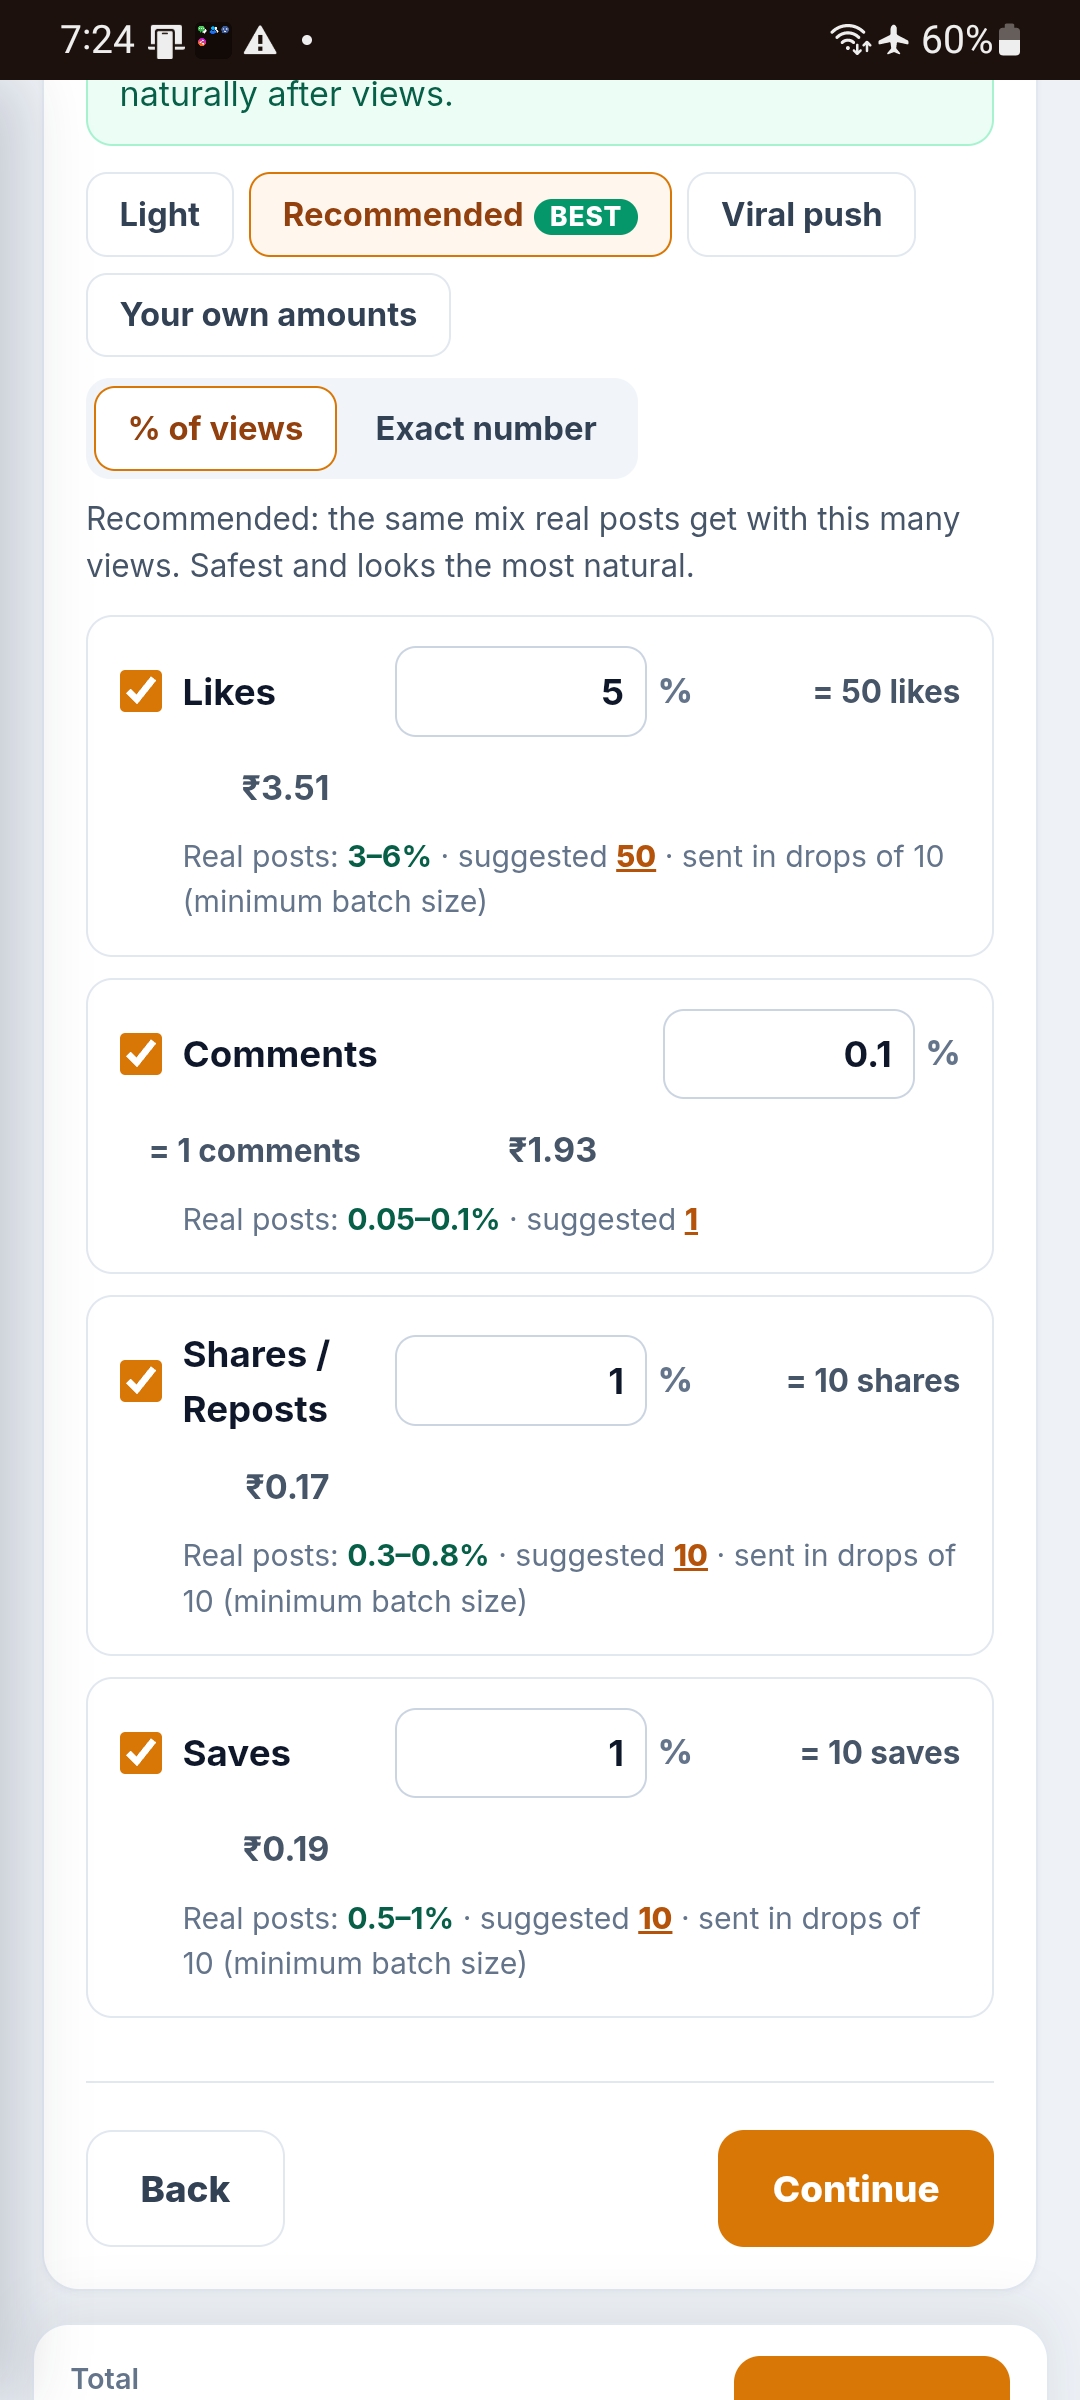 7:24 60%
naturally after views.
Light Recommended BEST Viral push
Your own amounts
% of views Exact number
Recommended: the same mix real posts get with this many
views. Safest and looks the most natural.
Likes 5 % = 50 likes
₹3.51
Real posts: 3–6% · suggested 50 · sent in drops of 10
(minimum batch size)
Comments 0.1 %
= 1 comments ₹1.93
Real posts: 0.05–0.1% · suggested 1
Shares /
Reposts 1 % = 10 shares
₹0.17
Real posts: 0.3–0.8% · suggested 10 · sent in drops of
10 (minimum batch size)
Saves 1 % = 10 saves
₹0.19
Real posts: 0.5–1% · suggested 10 · sent in drops of
10 (minimum batch size)
Back Continue
Total